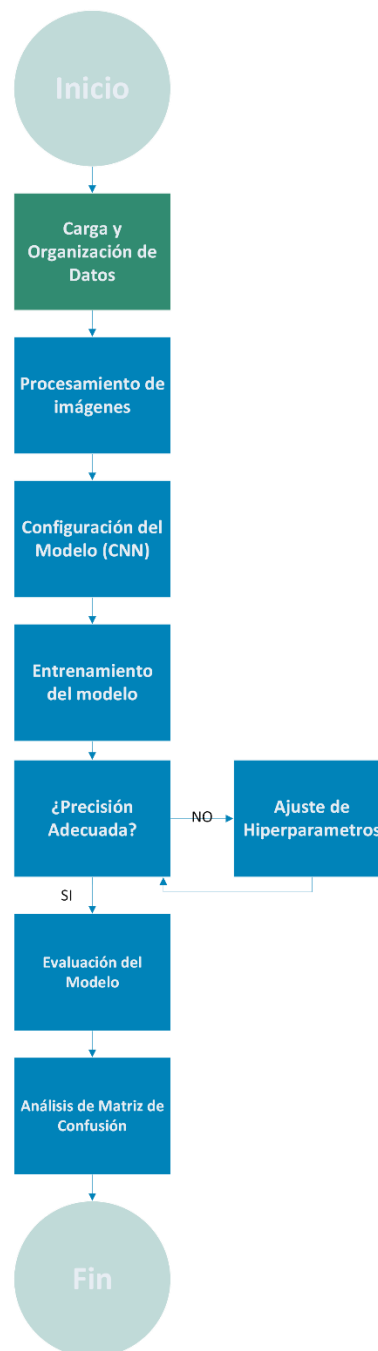 Inicio
Carga y
Organización de
Datos
Procesamiento de
imágenes
Configuración del
Modelo (CNN)
Entrenamiento
del modelo
¿Precisión
Adecuada?
NO
Ajuste de
Hiperparametros
SI
Evaluación del
Modelo
Análisis de Matriz de
Confusión
Fin